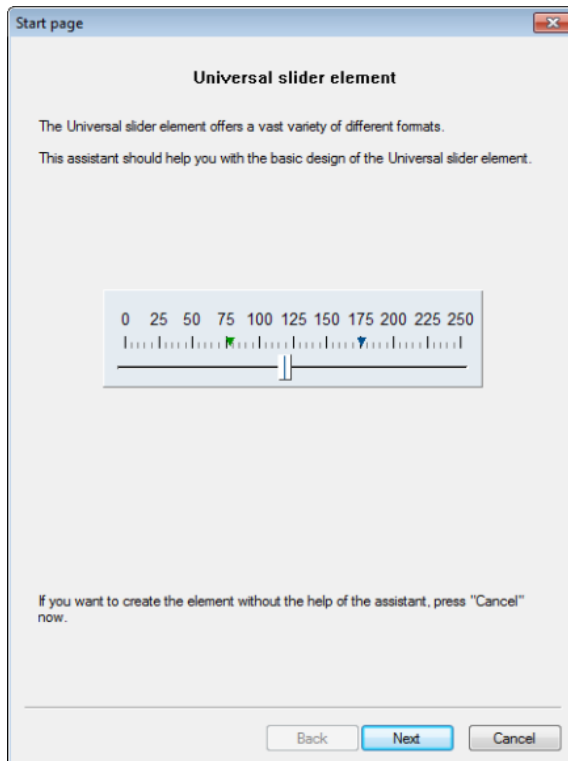 Start page
Universal slider element
The Universal slider element offers a vast variety of different formats.
This assistant should help you with the basic design of the Universal slider element.
0 25 50 75 100 125 150 175 200 225 250
If you want to create the element without the help of the assistant, press "Cancel"
now.
Back Next Cancel